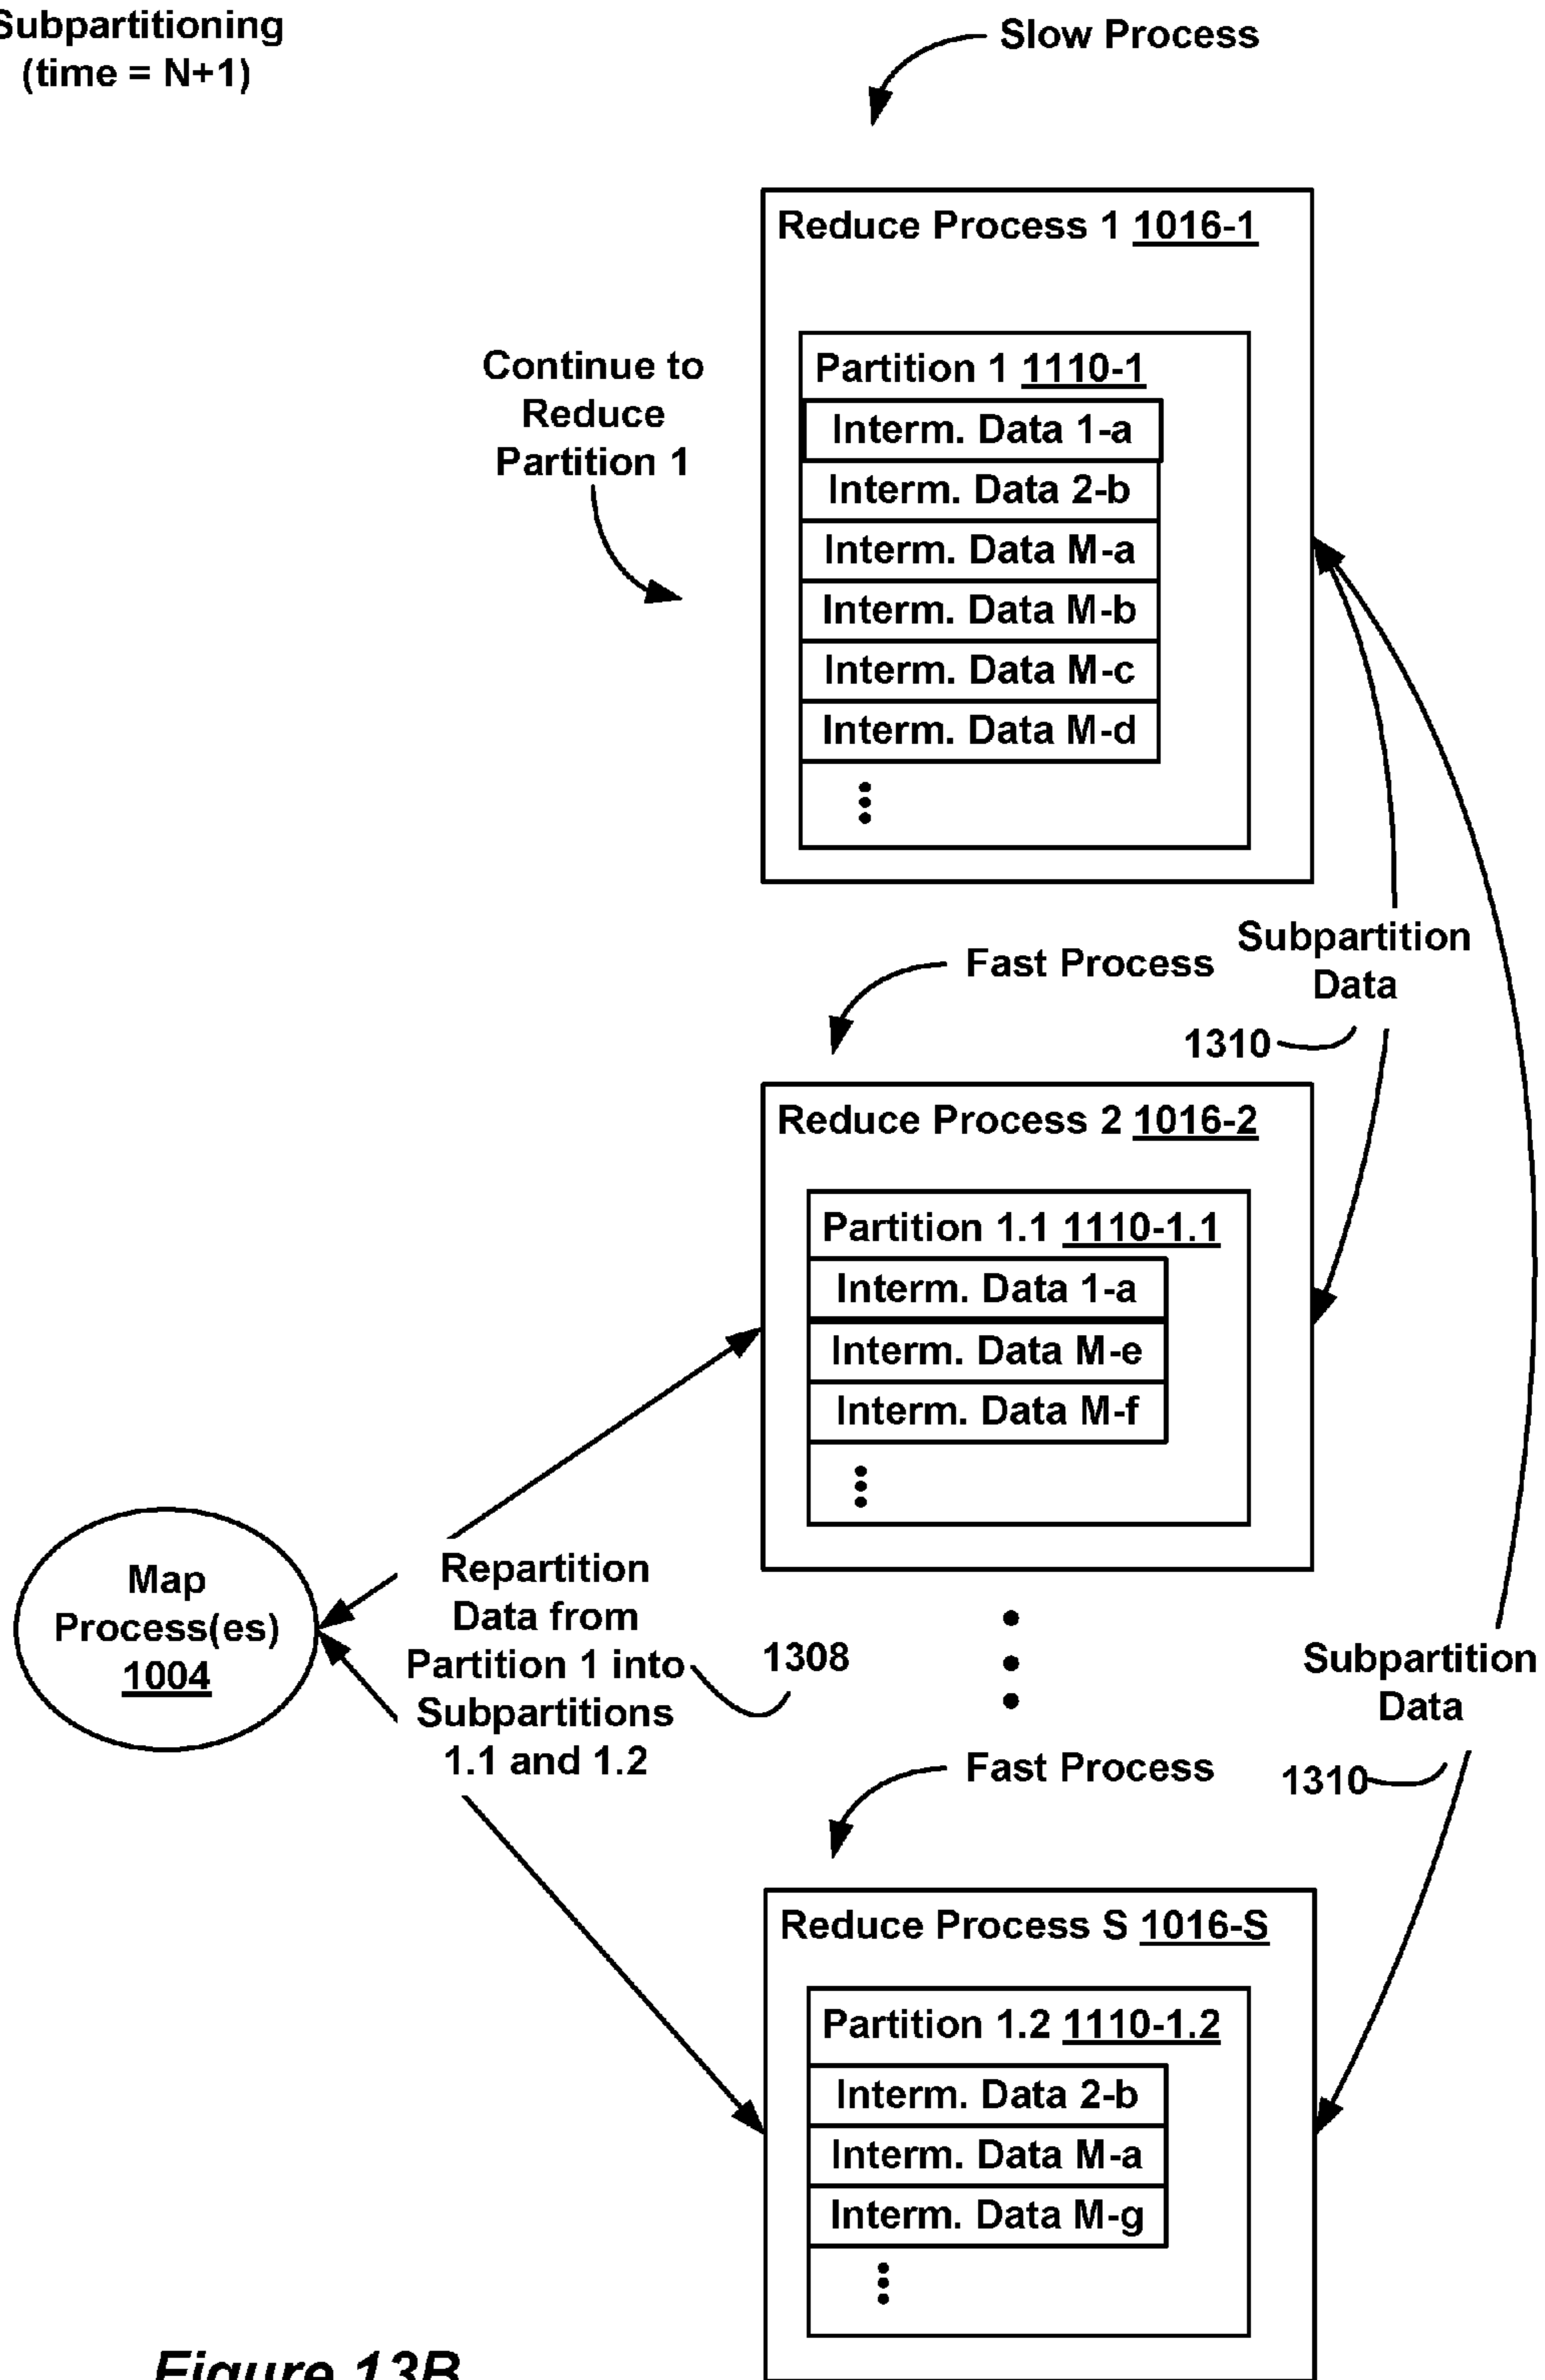 Subpartitioning
(time = N+1)
Slow Process
Reduce Process 1 1016-1
Continue to
Reduce
Partition 1
Partition 1 1110-1
Interm. Data 1-a
Interm. Data 2-b
Interm. Data M-a
Interm. Data M-b
Interm. Data M-c
Interm. Data M-d
Fast Process
Subpartition
Data
1310
Reduce Process 2 1016-2
Partition 1.1 1110-1.1
Interm. Data 1-a
Interm. Data M-e
Interm. Data M-f
Map
Process(es)
1004
Repartition
Data from
Partition 1 into
Subpartitions
1.1 and 1.2
1308
Subpartition
Data
1310
Fast Process
Reduce Process S 1016-S
Partition 1.2 1110-1.2
Interm. Data 2-b
Interm. Data M-a
Interm. Data M-g
Figure 13B